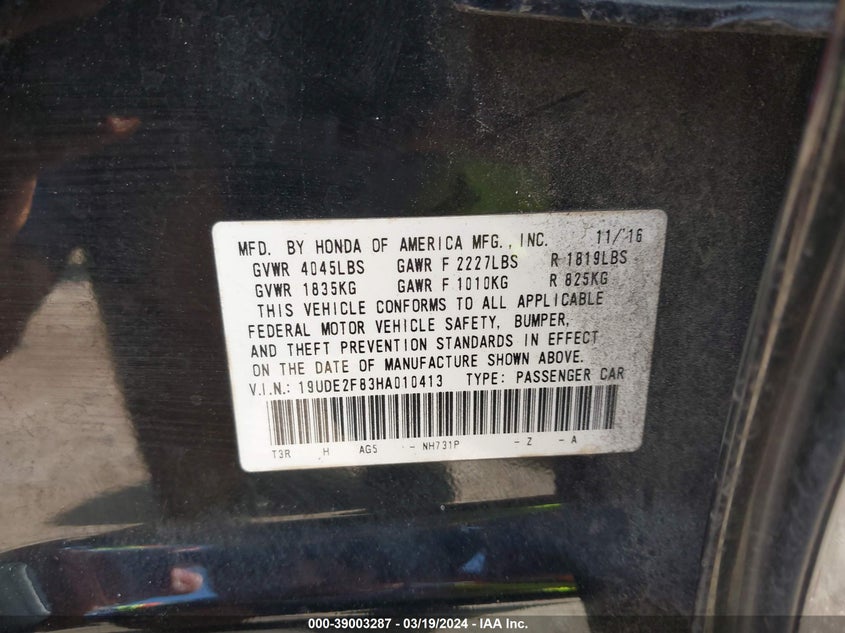 MFD. BY HONDA OF AMERICA MFG., INC. 11/16
GVWR 4045LBS GAWR F 2227LBS R 1819LBS
GVWR 1835KG GAWR F 1010KG R 825KG
THIS VEHICLE CONFORMS TO ALL APPLICABLE
FEDERAL MOTOR VEHICLE SAFETY, BUMPER,
AND THEFT PREVENTION STANDARDS IN EFFECT
ON THE DATE OF MANUFACTURE SHOWN ABOVE.
V.I.N.: 19UDE2F83HA010413 TYPE: PASSENGER CAR
T3R H AG5 - NH731P - Z - A
000-39003287 - 03/19/2024 - IAA Inc.